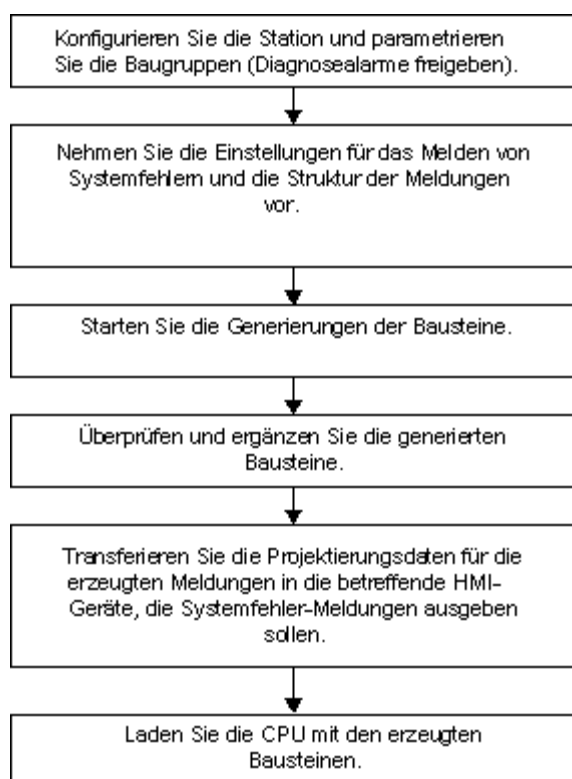 Konfigurieren Sie die Station und parametrieren
Sie die Baugruppen (Diagnosealarme freigeben).
Nehmen Sie die Einstellungen für das Melden von
Systemfehlern und die Struktur der Meldungen
vor.
Starten Sie die Generierungen der Bausteine.
Überprüfen und ergänzen Sie die generierten
Bausteine.
Transferieren Sie die Projektierungsdaten für die
erzeugten Meldungen in die betreffende HMI-
Geräte, die Systemfehler-Meldungen ausgeben
sollen.
Laden Sie die CPU mit den erzeugten
Bausteinen.